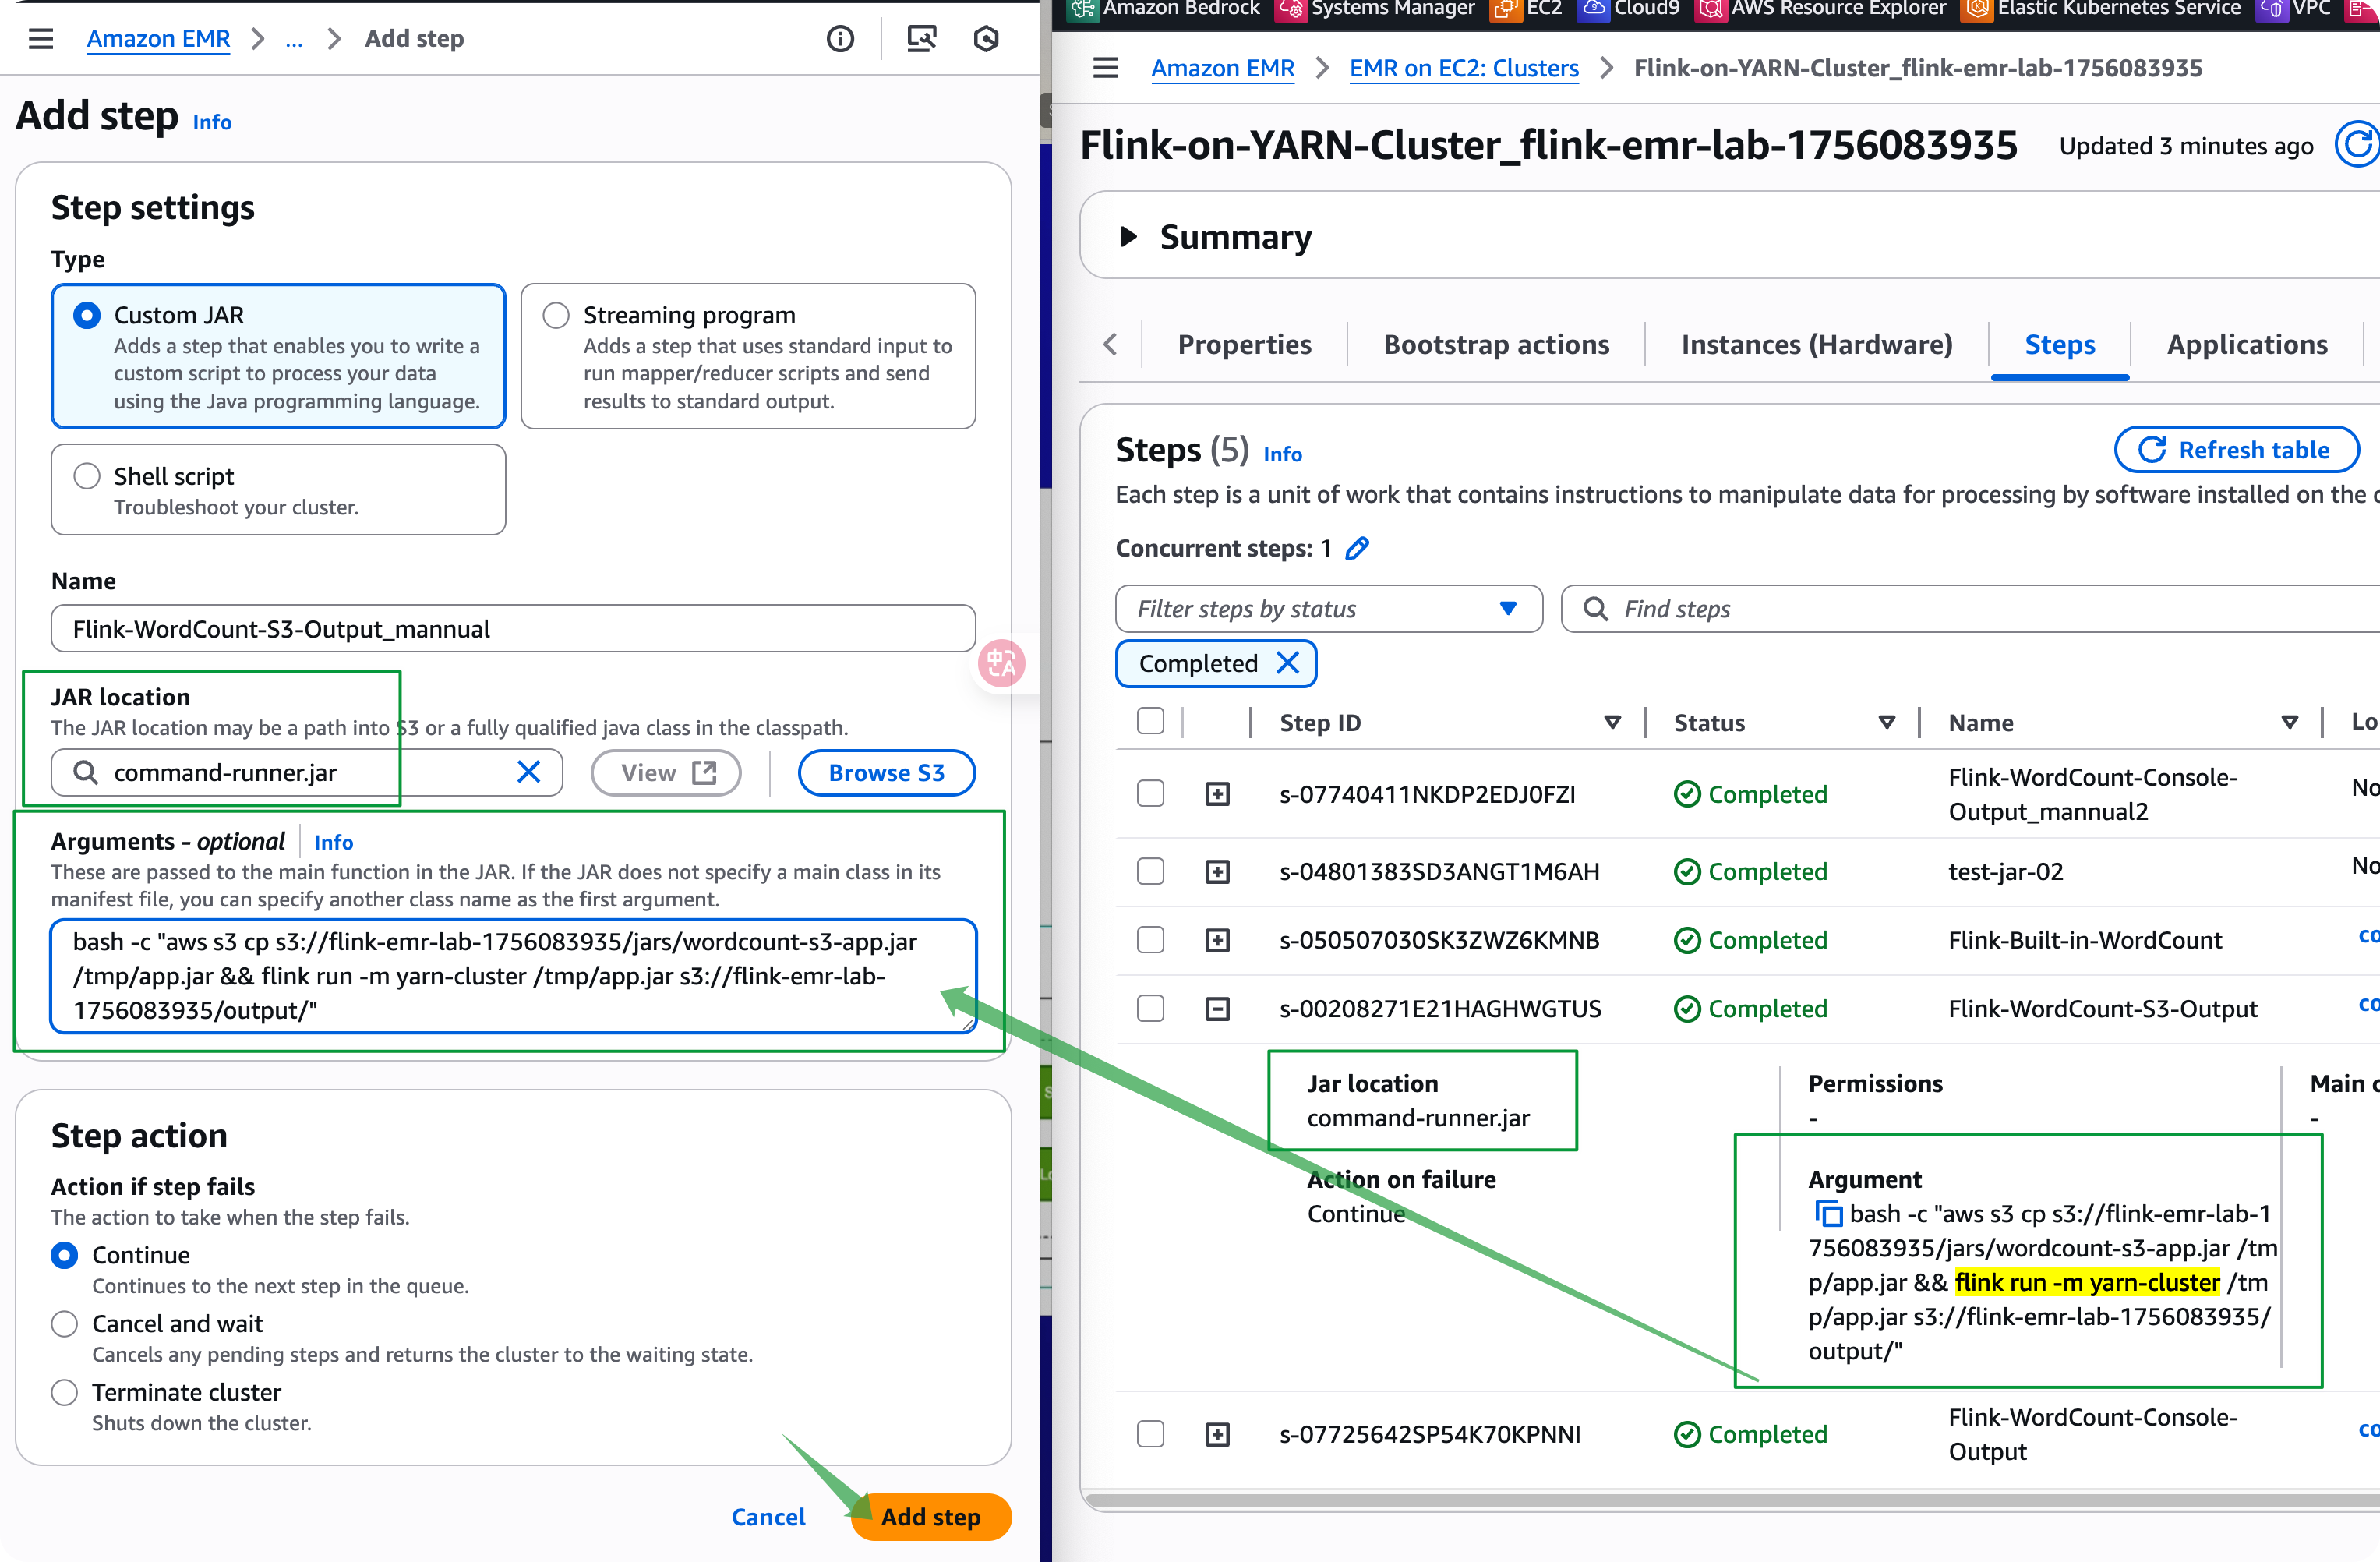 Amazon EMR > ... > Add step
Add step Info
Step settings
Type
Custom JAR
Adds a step that enables you to write a
custom script to process your data
using the Java programming language.
Streaming program
Adds a step that uses standard input to
run mapper/reducer scripts and send
results to standard output.
Shell script
Troubleshoot your cluster.
Name
Flink-WordCount-S3-Output_mannual
JAR location
The JAR location may be a path into S3 or a fully qualified java class in the classpath.
command-runner.jar
View
Browse S3
Arguments - optional Info
These are passed to the main function in the JAR. If the JAR does not specify a main class in its
manifest file, you can specify another class name as the first argument.
bash -c "aws s3 cp s3://flink-emr-lab-1756083935/jars/wordcount-s3-app.jar
/tmp/app.jar && flink run -m yarn-cluster /tmp/app.jar s3://flink-emr-lab-
1756083935/output/"
Step action
Action if step fails
The action to take when the step fails.
Continue
Continues to the next step in the queue.
Cancel and wait
Cancels any pending steps and returns the cluster to the waiting state.
Terminate cluster
Shuts down the cluster.
Cancel
Add step
中A
Amazon Bedrock Systems Manager EC2 Cloud9 AWS Resource Explorer Elastic Kubernetes Service VPC
Amazon EMR > EMR on EC2: Clusters > Flink-on-YARN-Cluster_flink-emr-lab-1756083935
Flink-on-YARN-Cluster_flink-emr-lab-1756083935 Updated 3 minutes ago
Summary
Properties Bootstrap actions Instances (Hardware) Steps Applications
Steps (5) Info
Refresh table
Each step is a unit of work that contains instructions to manipulate data for processing by software installed on the
Concurrent steps: 1
Filter steps by status
Find steps
Completed
Step ID Status Name Lo
s-07740411NKDP2EDJ0FZI Completed Flink-WordCount-Console-
Output_mannual2 No
s-04801383SD3ANGT1M6AH Completed test-jar-02 No
s-050507030SK3ZWZ6KMNB Completed Flink-Built-in-WordCount co
s-00208271E21HAGHWGTUS Completed Flink-WordCount-S3-Output co
Jar location
command-runner.jar
Permissions
-
Main c
-
Action on failure
Continue
Argument
bash -c "aws s3 cp s3://flink-emr-lab-1
756083935/jars/wordcount-s3-app.jar /tm
p/app.jar && flink run -m yarn-cluster /tm
p/app.jar s3://flink-emr-lab-1756083935/
output/"
s-07725642SP54K70KPNNI Completed Flink-WordCount-Console-
Output co